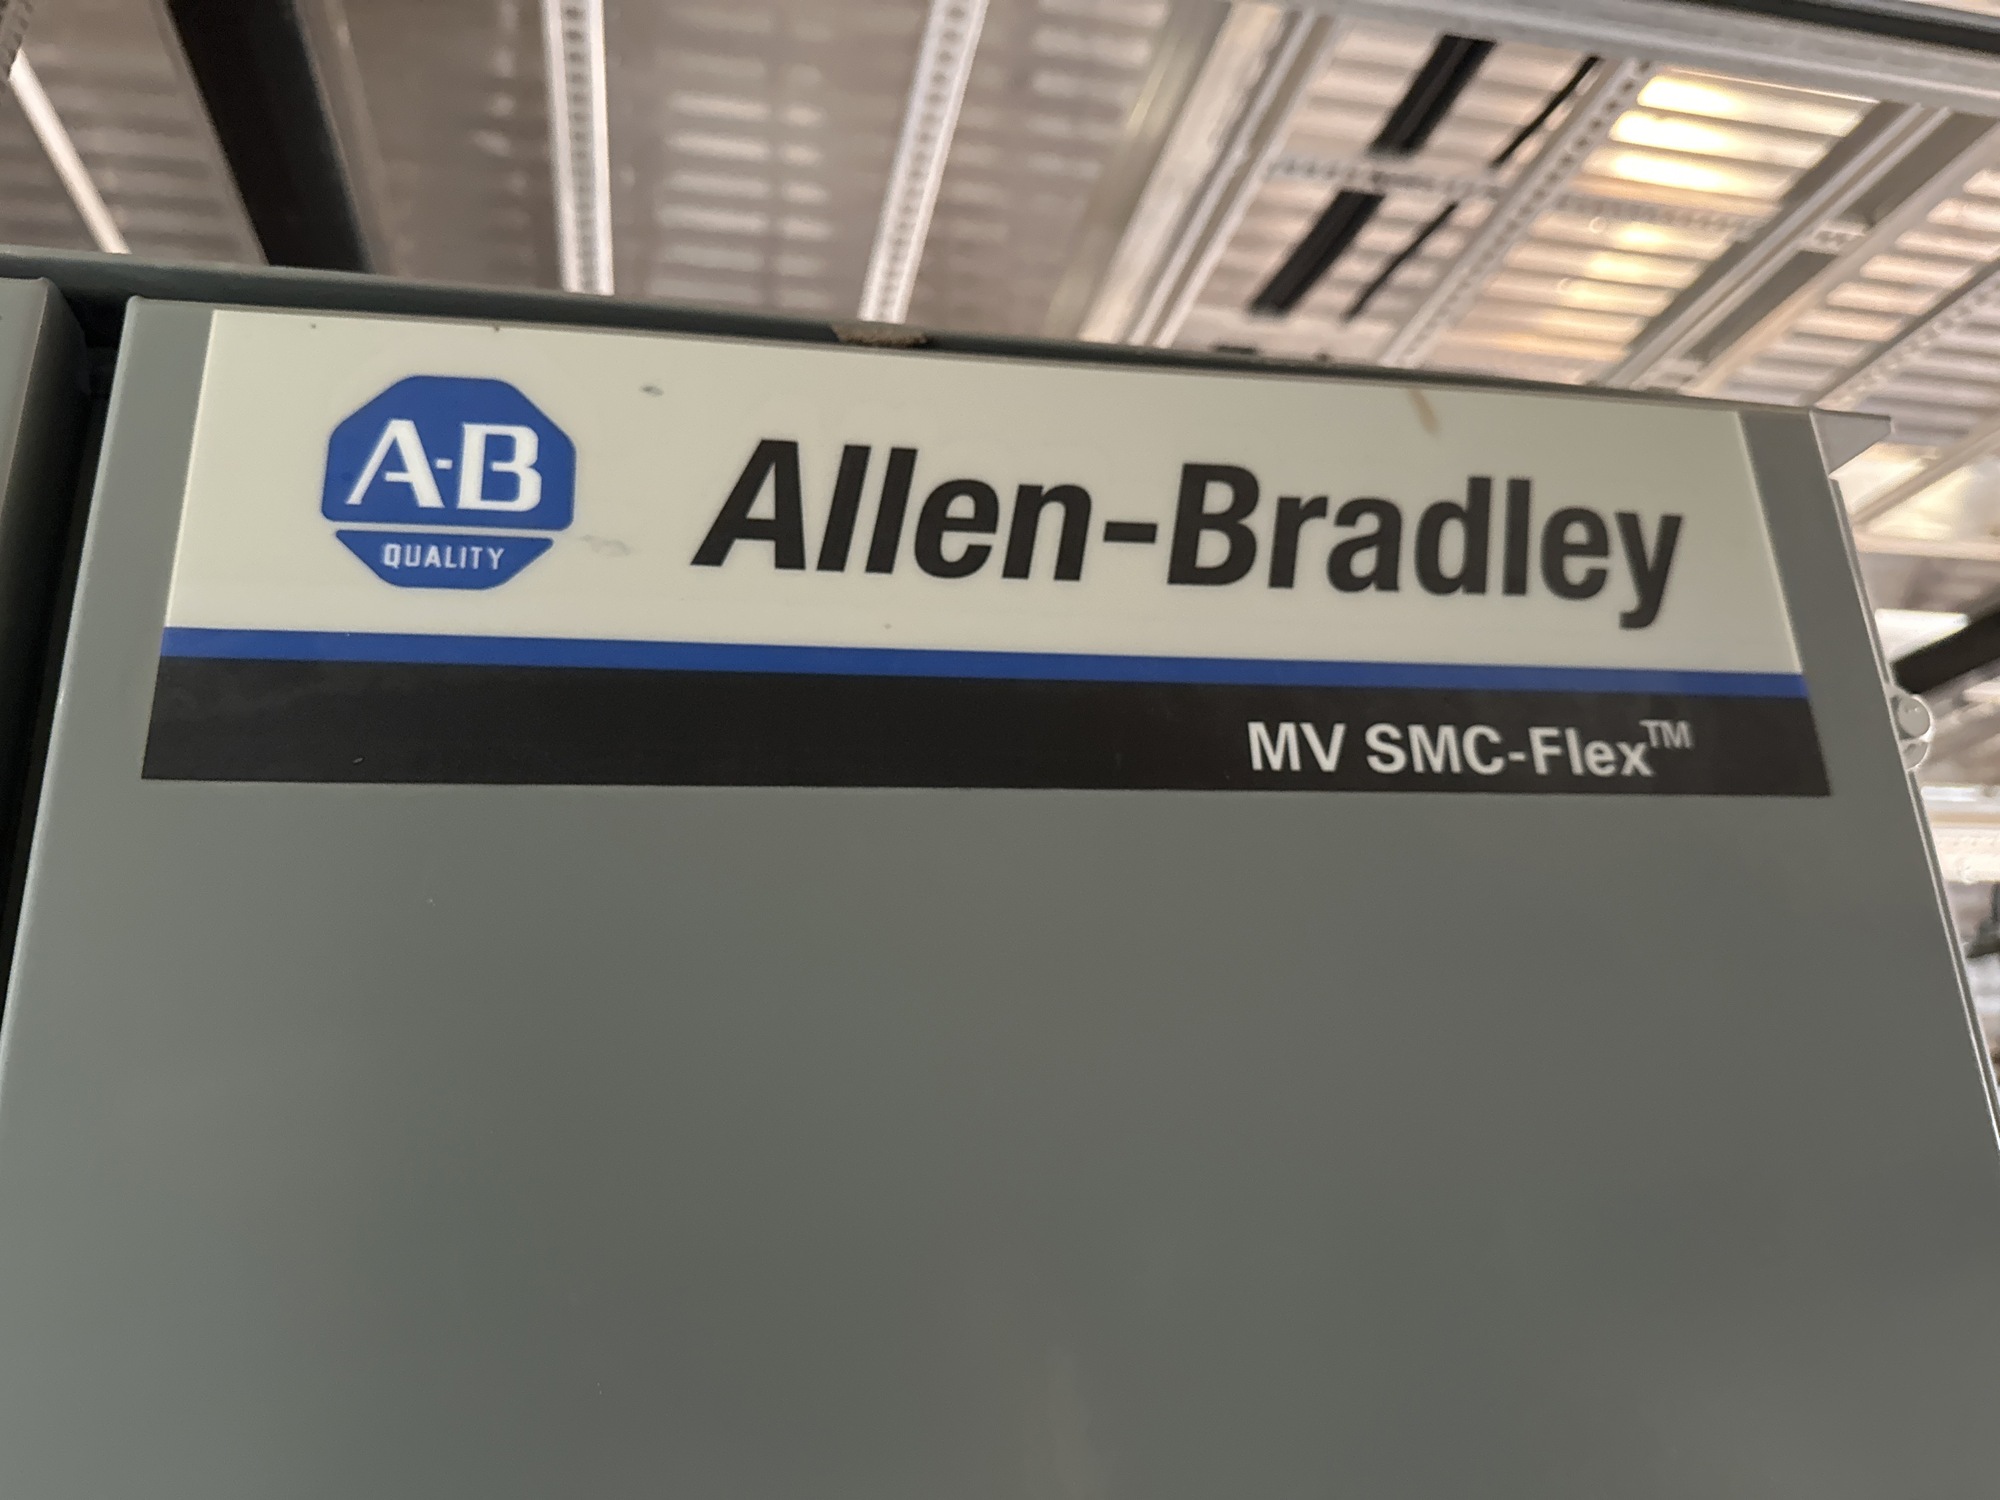 A-B
QUALITY
Allen-Bradley
MV SMC-Flex™